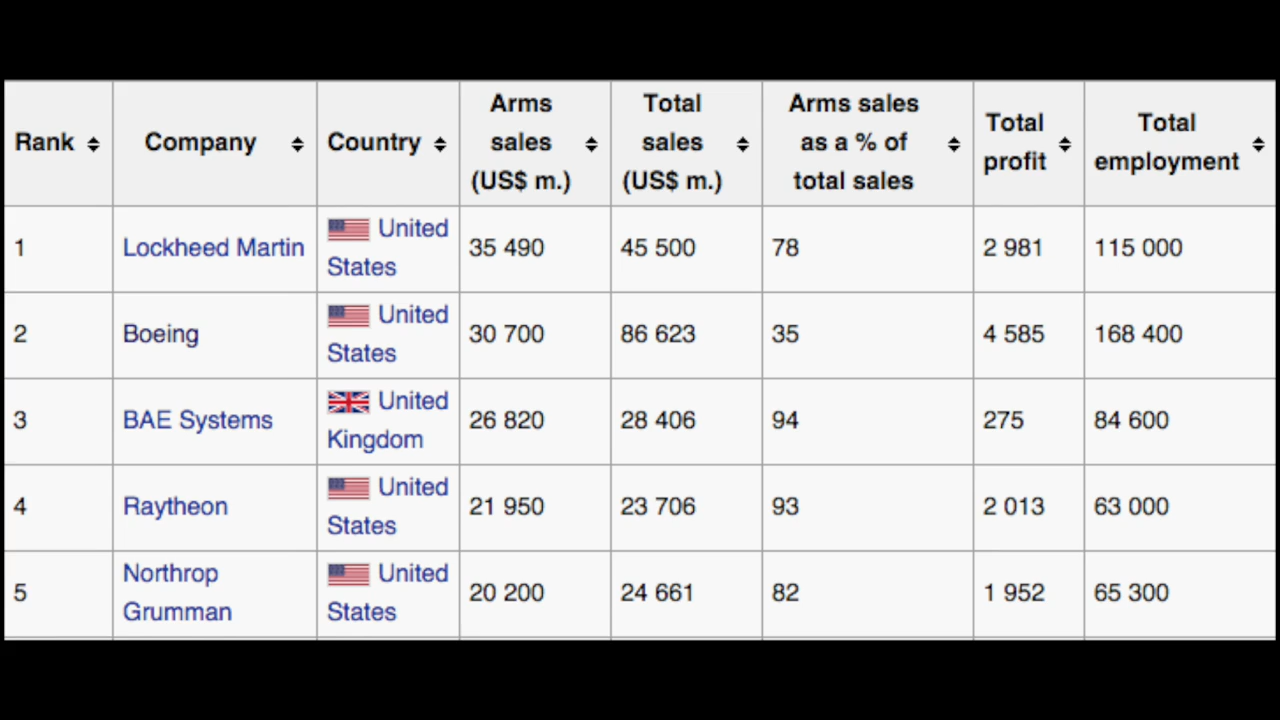 Rank Company Country Arms sales (US$ m.) Total sales (US$ m.) Arms sales as a % of total sales Total profit Total employment
1 Lockheed Martin United States 35 490 45 500 78 2 981 115 000
2 Boeing United States 30 700 86 623 35 4 585 168 400
3 BAE Systems United Kingdom 26 820 28 406 94 275 84 600
4 Raytheon United States 21 950 23 706 93 2 013 63 000
5 Northrop Grumman United States 20 200 24 661 82 1 952 65 300